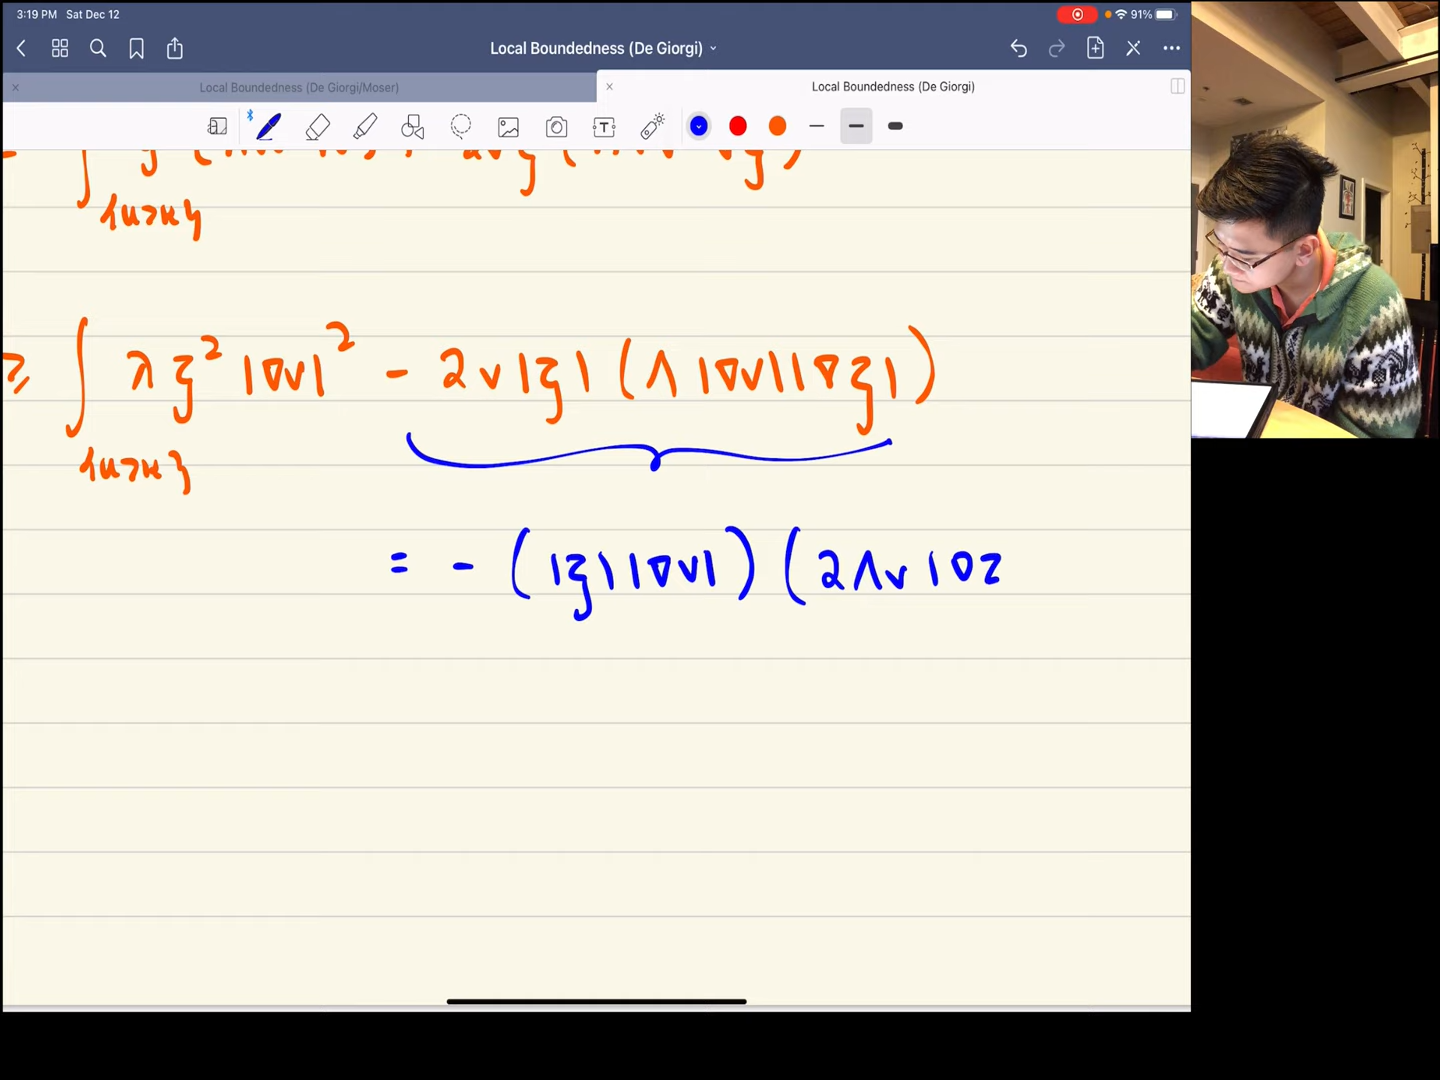 3:19 PM Sat Dec 12
91%
Local Boundedness (De Giorgi)
Local Boundedness (De Giorgi/Moser)
Local Boundedness (De Giorgi)
{u>k}
≥ ∫ λ ξ² |∇v|² - 2v|ξ| (Λ |∇v||∇ξ|)
{u>k}
= - (|ξ||∇v|) (2Λv|∇ξ